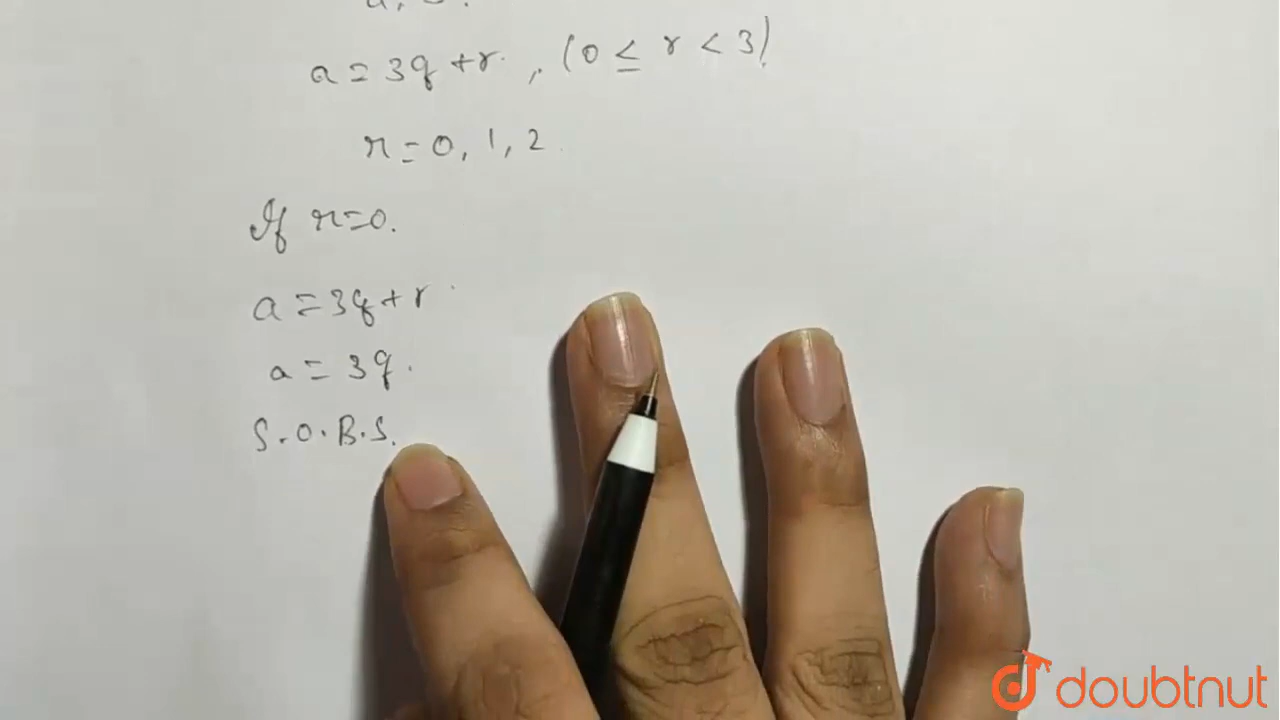 a = 3q + r. , (0 ≤ r < 3)
r = 0, 1, 2.
If r = 0.
a = 3q + r.
a = 3q.
S.O.B.S.
doubtnut